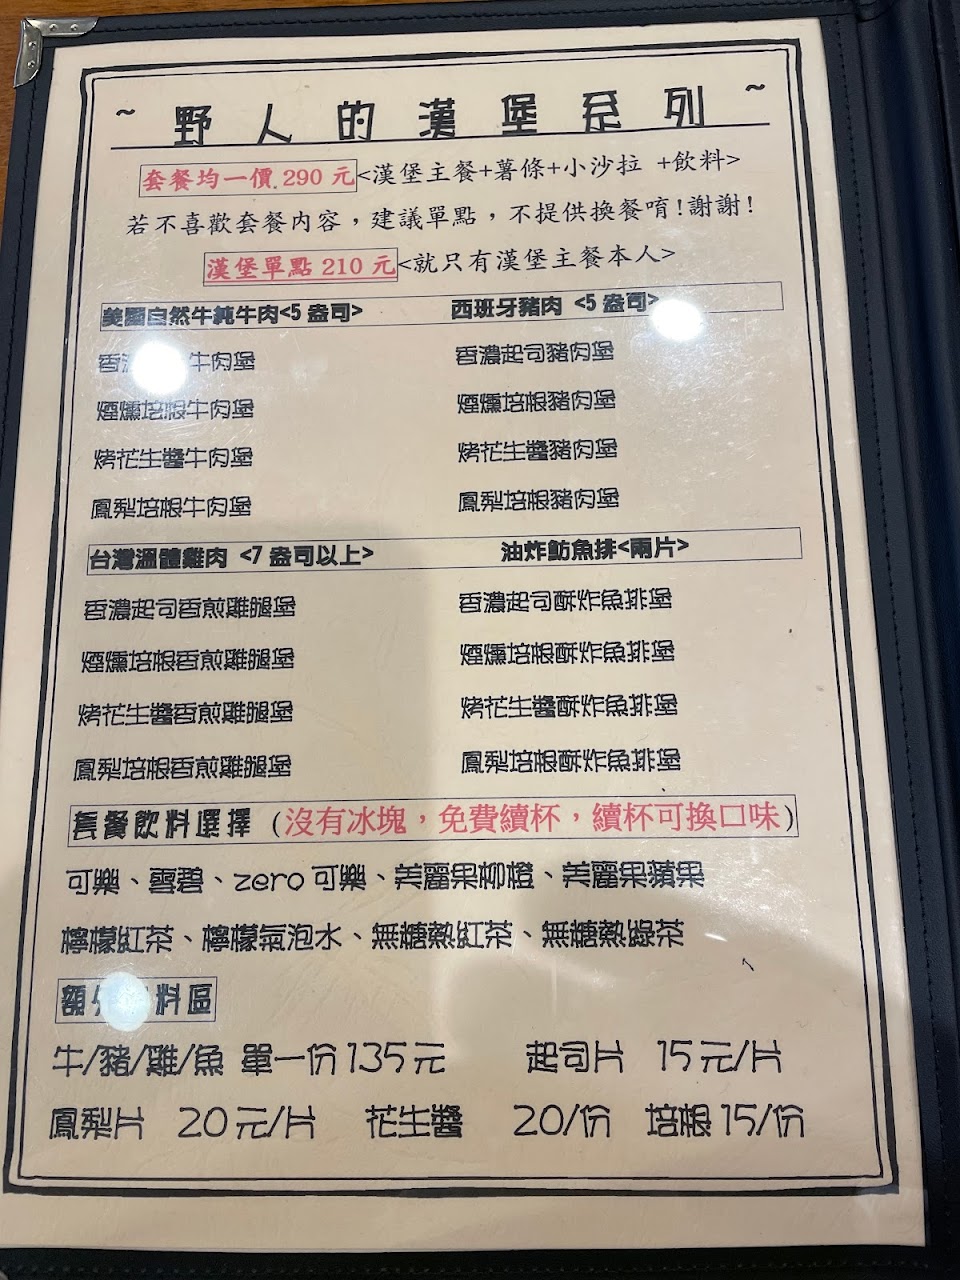 ~ 野人的漢堡系列 ~
套餐均一價 290 元<漢堡主餐+薯條+小沙拉 +飲料>
若不喜歡套餐內容，建議單點，不提供換餐唷!謝謝!
漢堡單點 210 元<就只有漢堡主餐本人>
美國自然牛純牛肉<5 盎司> 西班牙豬肉 <5 盎司>
香 牛肉堡 香濃起司豬肉堡
煙燻培根牛肉堡 煙燻培根豬肉堡
烤花生醬牛肉堡 烤花生醬豬肉堡
鳳梨培根牛肉堡 鳳梨培根豬肉堡
台灣溫體雞肉 <7 盎司以上> 油炸魴魚排<兩片>
香濃起司香煎雞腿堡 香濃起司酥炸魚排堡
煙燻培根香煎雞腿堡 煙燻培根酥炸魚排堡
烤花生醬香煎雞腿堡 烤花生醬酥炸魚排堡
鳳梨培根香煎雞腿堡 鳳梨培根酥炸魚排堡
套餐飲料選擇 (沒有冰塊，免費續杯，續杯可換口味)
可樂、雪碧、zero 可樂、美麗果柳橙、美麗果蘋果
檸檬紅茶、檸檬氣泡水、無糖熱紅茶、無糖熱綠茶
額 料區
牛/豬/雞/魚 單一份 135 元 起司片 15 元/片
鳳梨片 20 元/片 花生醬 20/份 培根 15/份